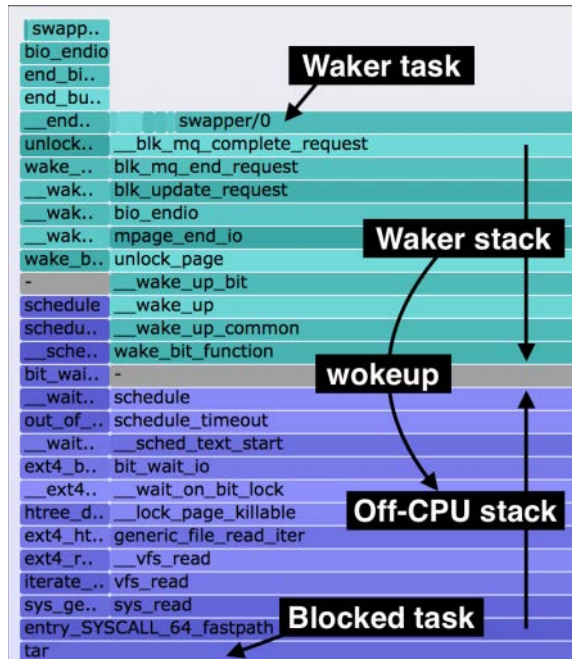 swapp..
bio_endio
end_bi..
Waker task
end_bu..
__end.. swapper/0
unlock.. __blk_mq_complete_request
wake_.. blk_mq_end_request
__wak.. blk_update_request
__wak.. bio_endio
__wak.. mpage_end_io
Waker stack
wake_b.. unlock_page
- __wake_up_bit
schedule __wake_up
schedu.. __wake_up_common
__sche.. wake_bit_function
bit_wai.. -
wokeup
__wait.. schedule
out_of_.. schedule_timeout
__wait.. __sched_text_start
ext4_b.. bit_wait_io
__ext4.. __wait_on_bit_lock
htree_d.. __lock_page_killable
Off-CPU stack
ext4_ht.. generic_file_read_iter
ext4_r.. __vfs_read
iterate_.. vfs_read
sys_ge.. sys_read
Blocked task
entry_SYSCALL_64_fastpath
tar